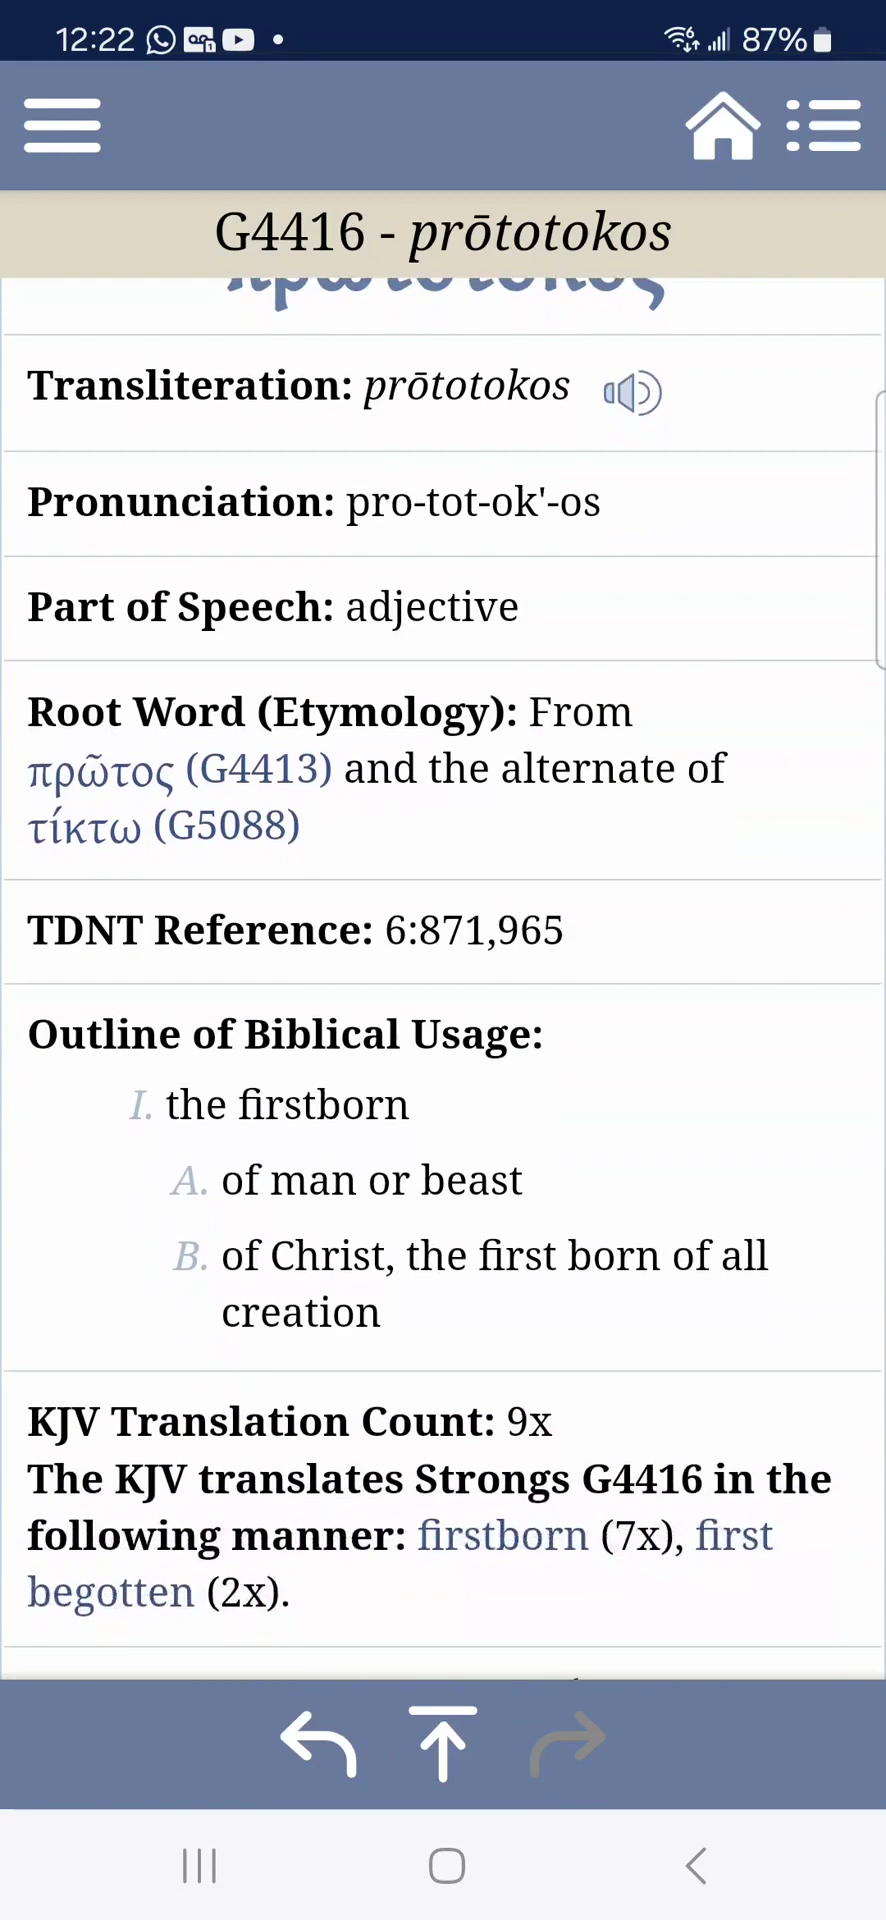 12:22
87%
G4416 - prōtotokos
πρωτότοκος
Transliteration: prōtotokos
Pronunciation: pro-tot-ok'-os
Part of Speech: adjective
Root Word (Etymology): From
πρῶτος (G4413) and the alternate of
τίκτω (G5088)
TDNT Reference: 6:871,965
Outline of Biblical Usage:
I. the firstborn
A. of man or beast
B. of Christ, the first born of all
creation
KJV Translation Count: 9x
The KJV translates Strongs G4416 in the
following manner: firstborn (7x), first
begotten (2x).